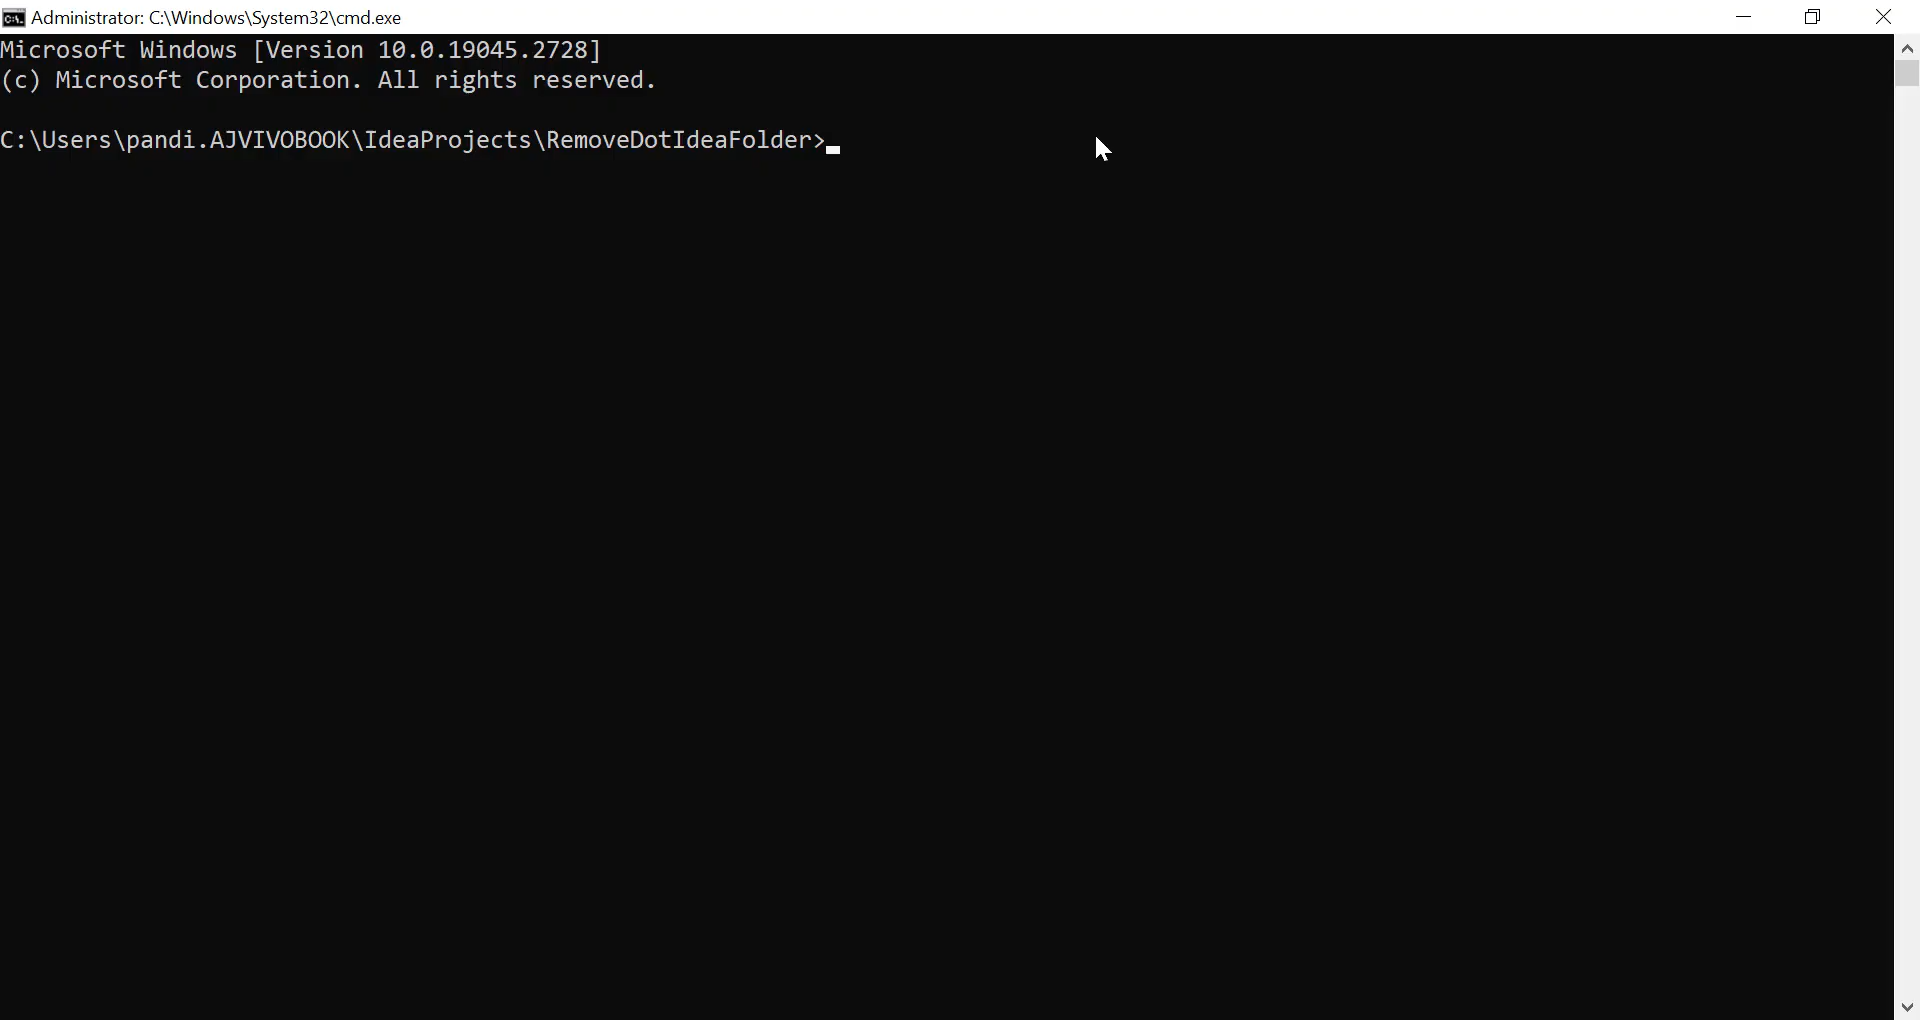 Administrator: C:\Windows\System32\cmd.exe
Microsoft Windows [Version 10.0.19045.2728]
(c) Microsoft Corporation. All rights reserved.
C:\Users\pandi.AJVIVOBOOK\IdeaProjects\RemoveDotIdeaFolder>